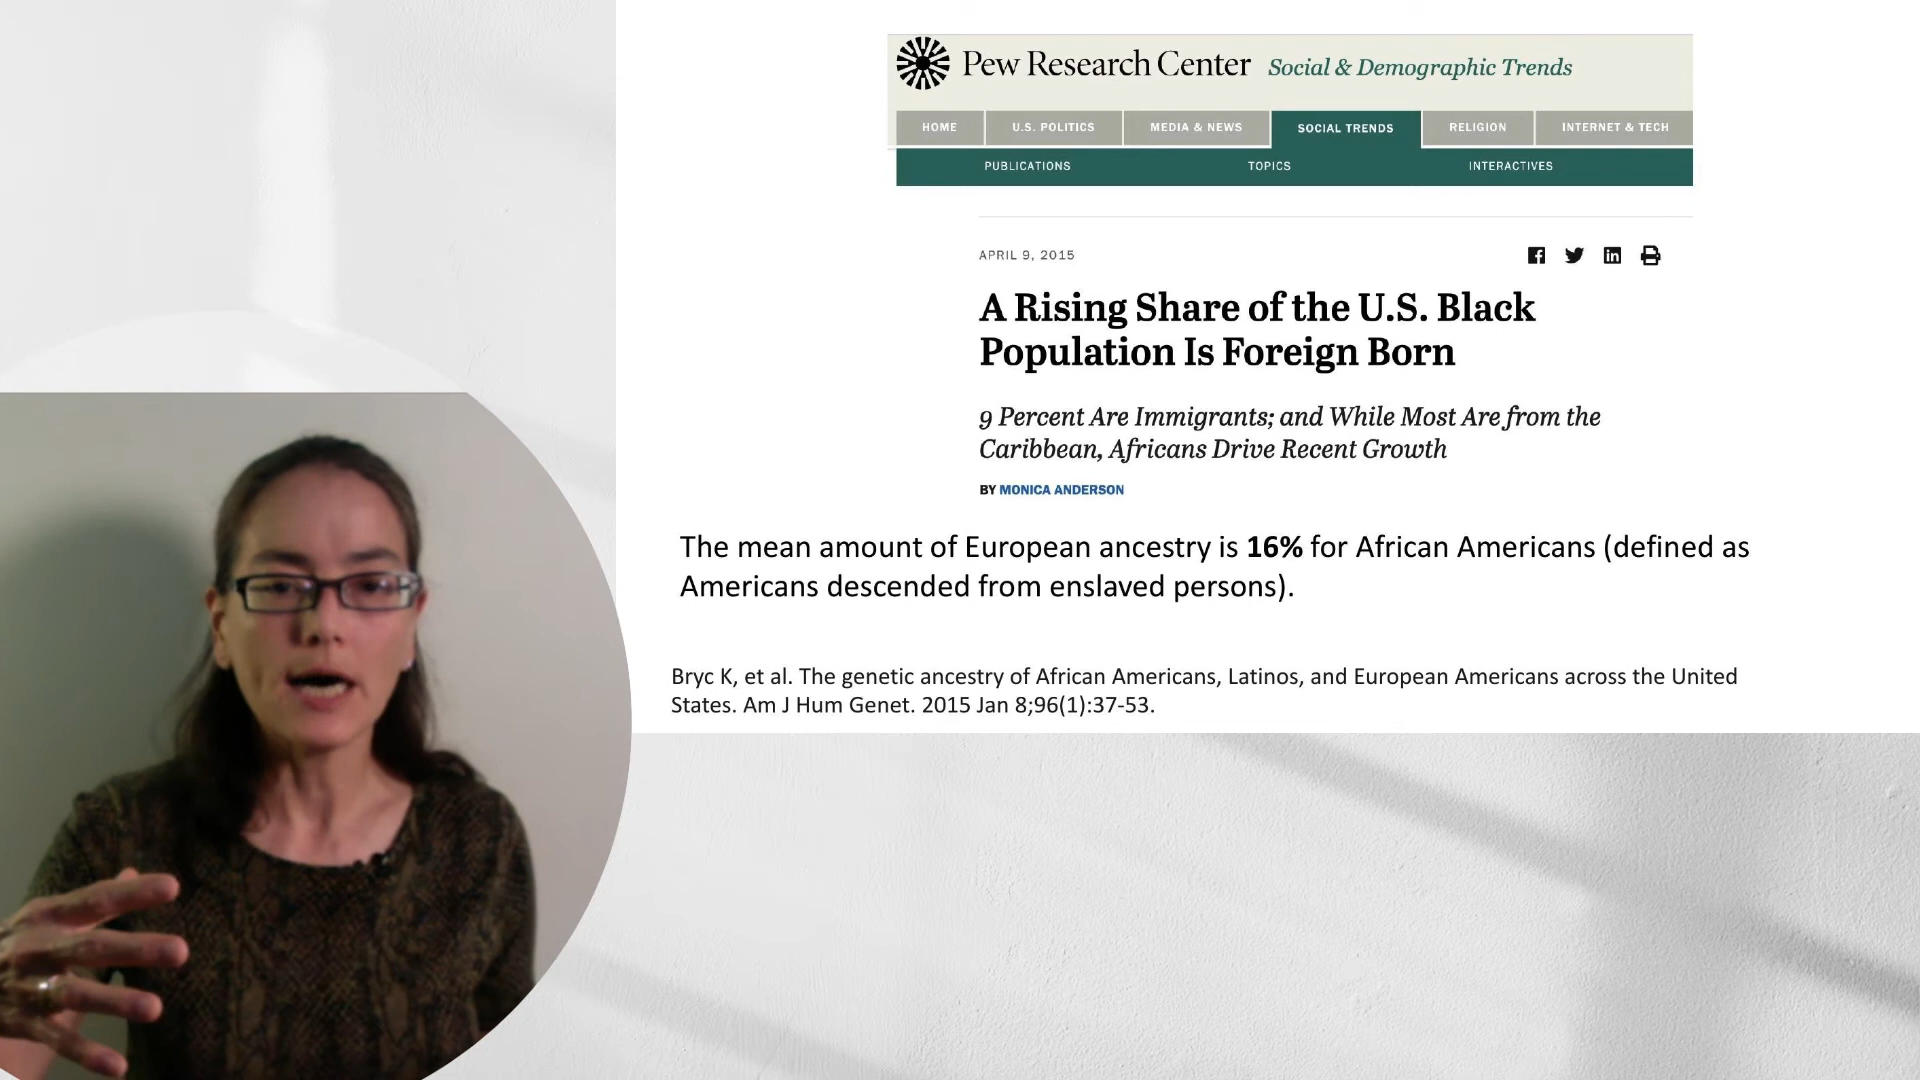 Pew Research Center Social & Demographic Trends
HOME U.S. POLITICS MEDIA & NEWS SOCIAL TRENDS RELIGION INTERNET & TECH
PUBLICATIONS TOPICS INTERACTIVES
APRIL 9, 2015
A Rising Share of the U.S. Black
Population Is Foreign Born
9 Percent Are Immigrants; and While Most Are from the
Caribbean, Africans Drive Recent Growth
BY MONICA ANDERSON
The mean amount of European ancestry is 16% for African Americans (defined as
Americans descended from enslaved persons).
Bryc K, et al. The genetic ancestry of African Americans, Latinos, and European Americans across the United
States. Am J Hum Genet. 2015 Jan 8;96(1):37-53.